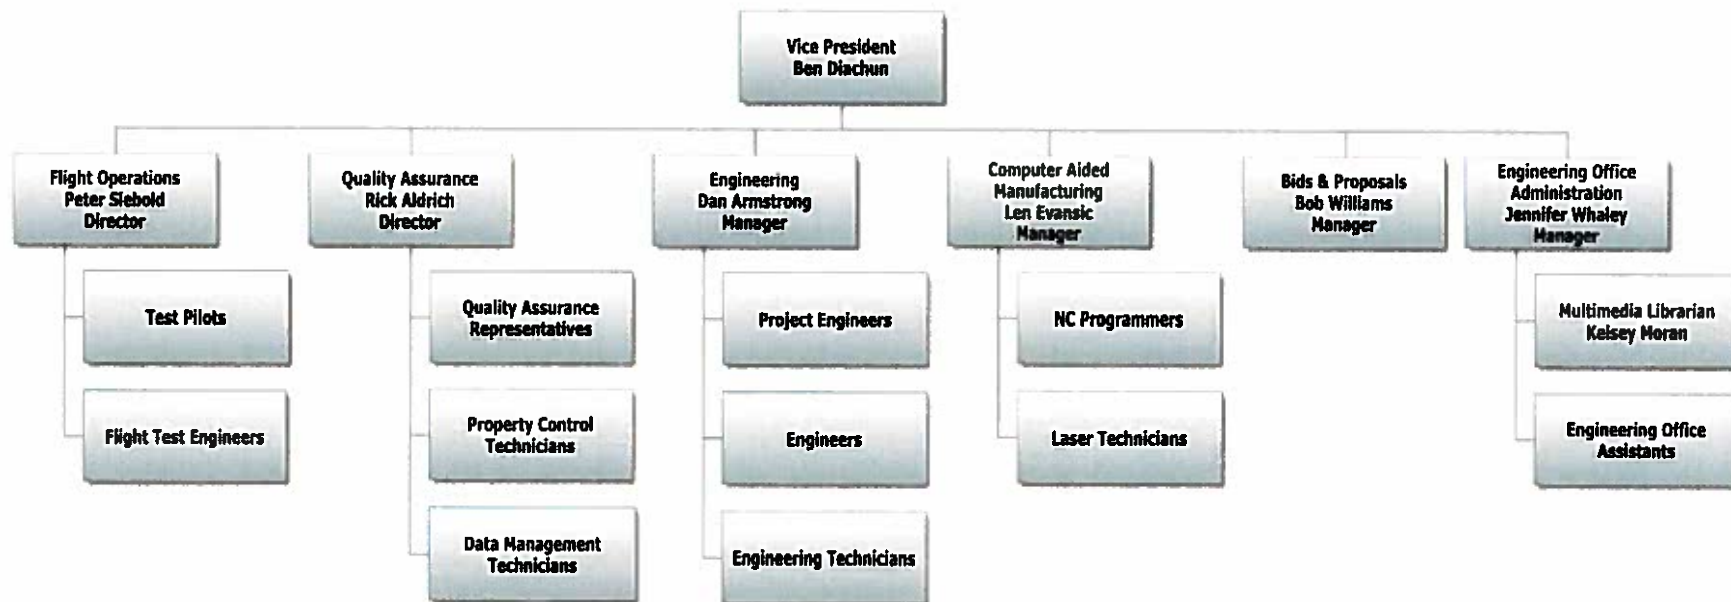 Vice President
Ben Diachun
Flight Operations
Peter Siebold
Director
Quality Assurance
Rick Aldrich
Director
Engineering
Dan Armstrong
Manager
Computer Aided
Manufacturing
Len Evansic
Manager
Bids & Proposals
Bob Williams
Manager
Engineering Office
Administration
Jennifer Whaley
Manager
Test Pilots
Flight Test Engineers
Quality Assurance
Representatives
Property Control
Technicians
Data Management
Technicians
Project Engineers
Engineers
Engineering Technicians
NC Programmers
Laser Technicians
Multimedia Librarian
Kelsey Moran
Engineering Office
Assistants